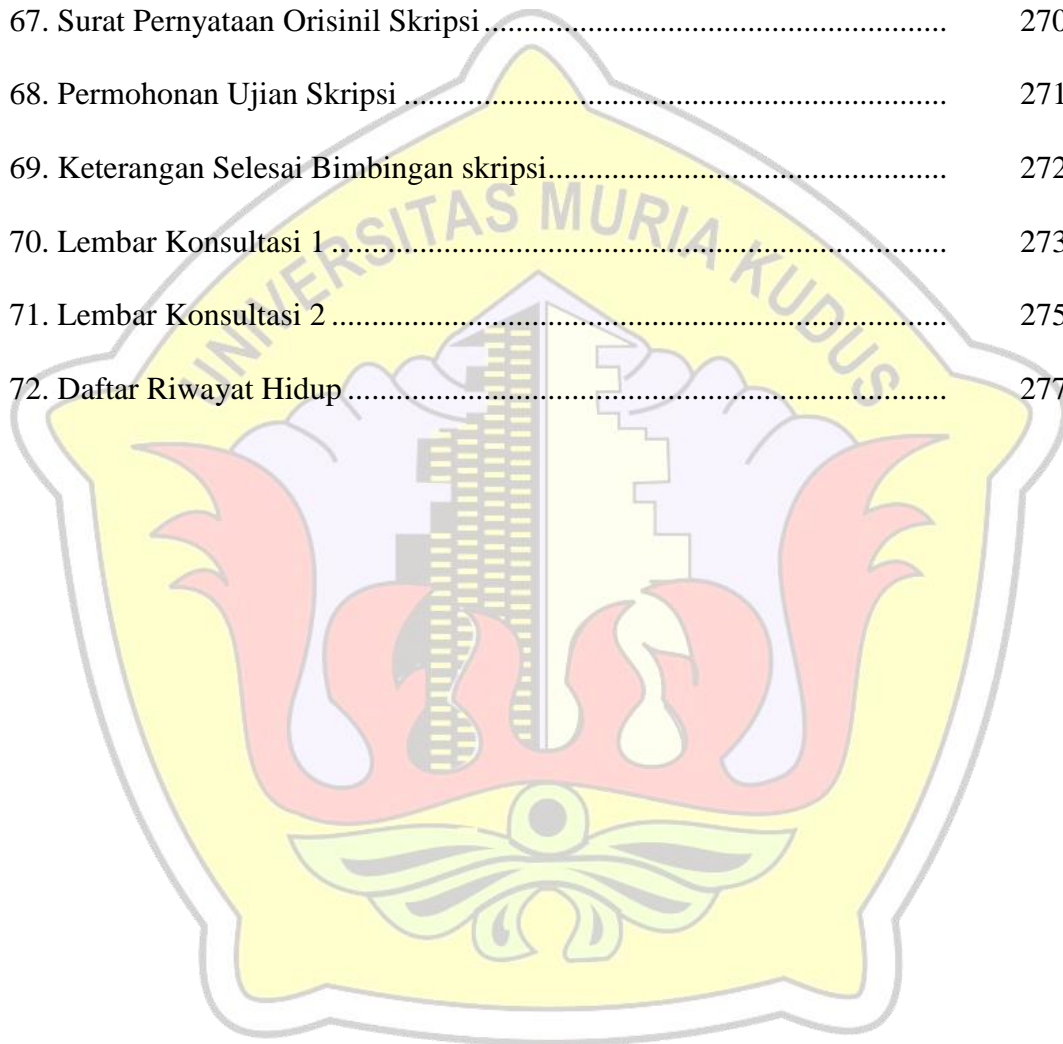 67. Surat Pernyataan Orisinil Skripsi ........................................................ 270
68. Permohonan Ujian Skripsi .................................................................. 271
69. Keterangan Selesai Bimbingan skripsi................................................ 272
70. Lembar Konsultasi 1 .......................................................................... 273
71. Lembar Konsultasi 2 .......................................................................... 275
72. Daftar Riwayat Hidup ........................................................................ 277
UNIVERSITAS MURIA KUDUS